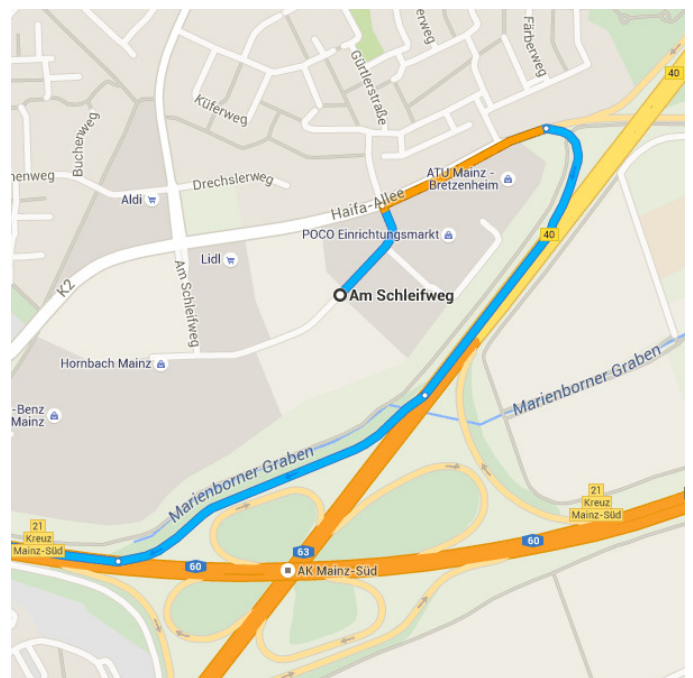 Färberweg
erweg
Gürtlerstraße
40
Küferweg
Bucherweg
ATU Mainz -
Bretzenheim
henweg
Drechslerweg
Aldi
Haifa-Allee
POCO Einrichtungsmarkt
40
Lidl
K2
Am Schleifweg
Am Schleifweg
Hornbach Mainz
Marienborner Graben
-Benz
Mainz
Marienborner Graben
21
Kreuz
Mainz-Süd
21
Kreuz
Mainz-Süd
60
63
60
AK Mainz-Süd